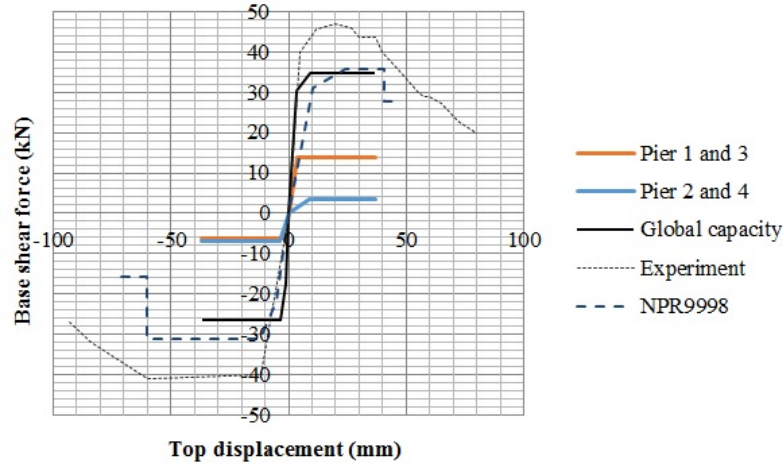 50
40
30
20
10
0
-100 -50 0 50 100
-10
-20
-30
-40
-50
Base shear force (kN)
Top displacement (mm)
Pier 1 and 3
Pier 2 and 4
Global capacity
Experiment
NPR9998